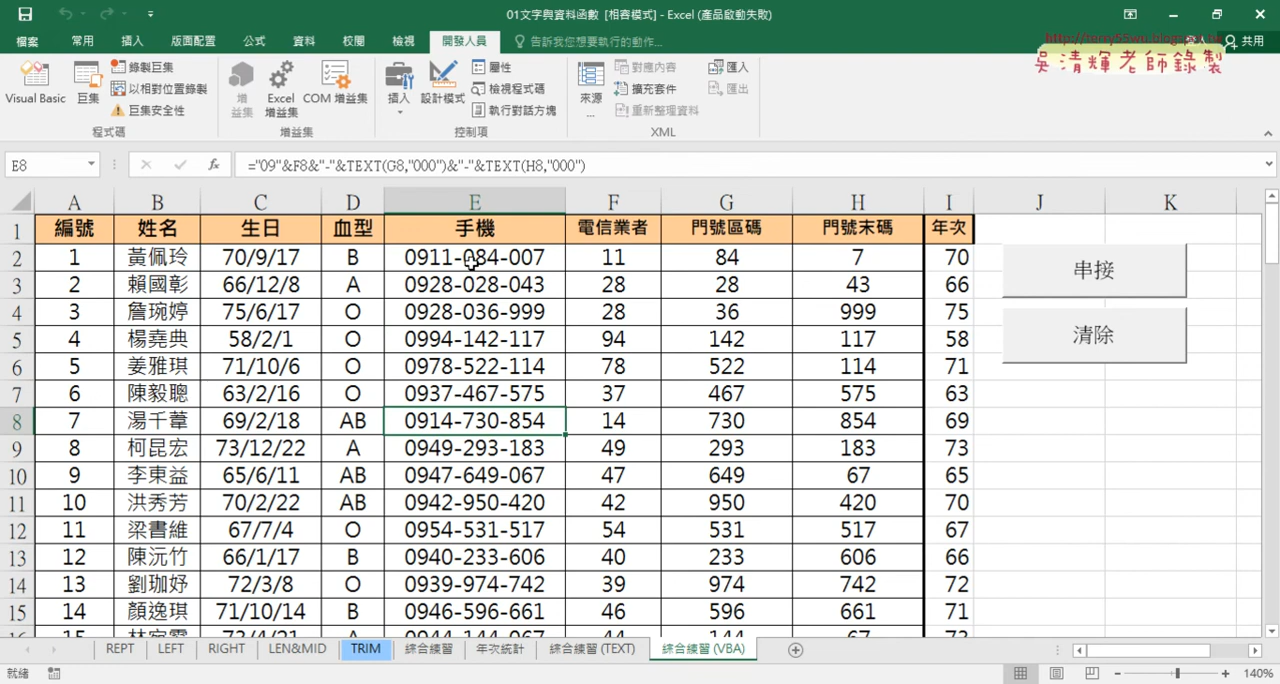 01文字與資料函數 [相容模式] - Excel (產品啟動失敗)
檔案 常用 插入 版面配置 公式 資料 校閱 檢視 開發人員 告訴我您想要執行的動作... 共用
http://terry55wu.blogspot.tw
吳清輝老師錄製
Visual Basic 巨集 錄製巨集 以相對位置錄製 巨集安全性 增益集 Excel 增益集 COM 增益集 插入 設計模式 屬性 檢視程式碼 執行對話方塊 來源... 對應內容 擴充套件 重新整理資料 匯入 匯出
程式碼 增益集 控制項 XML
E8 fx ="09"&F8&"-"&TEXT(G8,"000")&"-"&TEXT(H8,"000")
A B C D E F G H I J K
1 編號 姓名 生日 血型 手機 電信業者 門號區碼 門號末碼 年次
2 1 黃佩玲 70/9/17 B 0911-084-007 11 84 7 70
3 2 賴國彰 66/12/8 A 0928-028-043 28 28 43 66
4 3 詹琬婷 75/6/17 O 0928-036-999 28 36 999 75
5 4 楊堯典 58/2/1 O 0994-142-117 94 142 117 58
6 5 姜雅琪 71/10/6 O 0978-522-114 78 522 114 71
7 6 陳毅聰 63/2/16 O 0937-467-575 37 467 575 63
8 7 湯千葦 69/2/18 AB 0914-730-854 14 730 854 69
9 8 柯昆宏 73/12/22 A 0949-293-183 49 293 183 73
10 9 李東益 65/6/11 AB 0947-649-067 47 649 67 65
11 10 洪秀芳 70/2/22 AB 0942-950-420 42 950 420 70
12 11 梁書維 67/7/4 O 0954-531-517 54 531 517 67
13 12 陳沅竹 66/1/17 B 0940-233-606 40 233 606 66
14 13 劉珈妤 72/3/8 O 0939-974-742 39 974 742 72
15 14 顏逸琪 71/10/14 B 0946-596-661 46 596 661 71
串接
清除
REPT LEFT RIGHT LEN&MID TRIM 綜合練習 年次統計 綜合練習 (TEXT) 綜合練習 (VBA)
就緒 140%